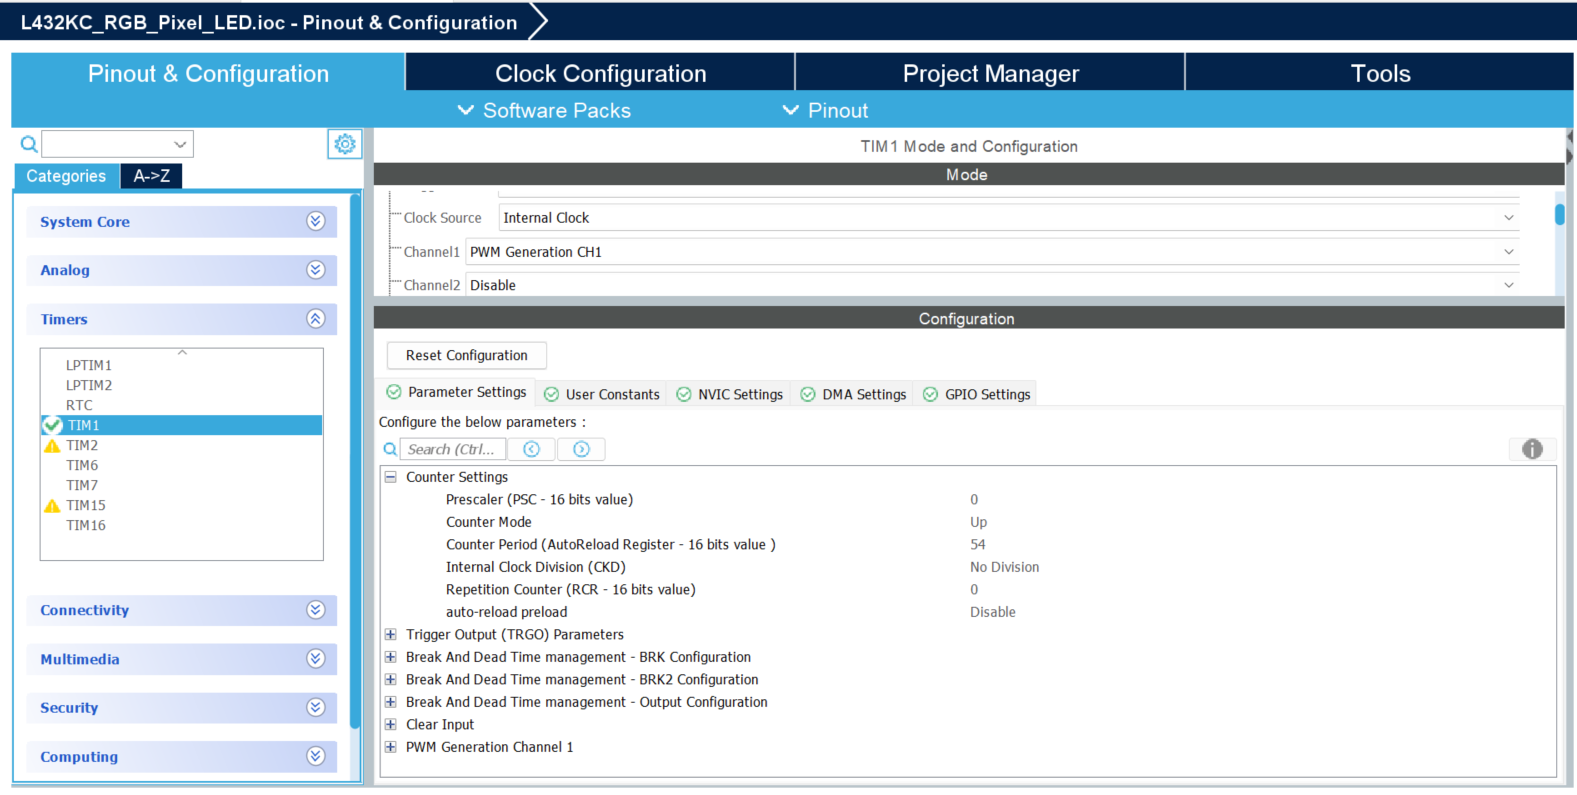 L432KC_RGB_Pixel_LED.ioc - Pinout & Configuration
Pinout & Configuration
Clock Configuration
Project Manager
Tools
Software Packs
Pinout
Categories
A->Z
System Core
Analog
Timers
LPTIM1
LPTIM2
RTC
TIM1
TIM2
TIM6
TIM7
TIM15
TIM16
Connectivity
Multimedia
Security
Computing
TIM1 Mode and Configuration
Mode
Clock Source Internal Clock
Channel1 PWM Generation CH1
Channel2 Disable
Configuration
Reset Configuration
Parameter Settings
User Constants
NVIC Settings
DMA Settings
GPIO Settings
Configure the below parameters :
Search (Ctrl...
Counter Settings
Prescaler (PSC - 16 bits value) 0
Counter Mode Up
Counter Period (AutoReload Register - 16 bits value ) 54
Internal Clock Division (CKD) No Division
Repetition Counter (RCR - 16 bits value) 0
auto-reload preload Disable
Trigger Output (TRGO) Parameters
Break And Dead Time management - BRK Configuration
Break And Dead Time management - BRK2 Configuration
Break And Dead Time management - Output Configuration
Clear Input
PWM Generation Channel 1